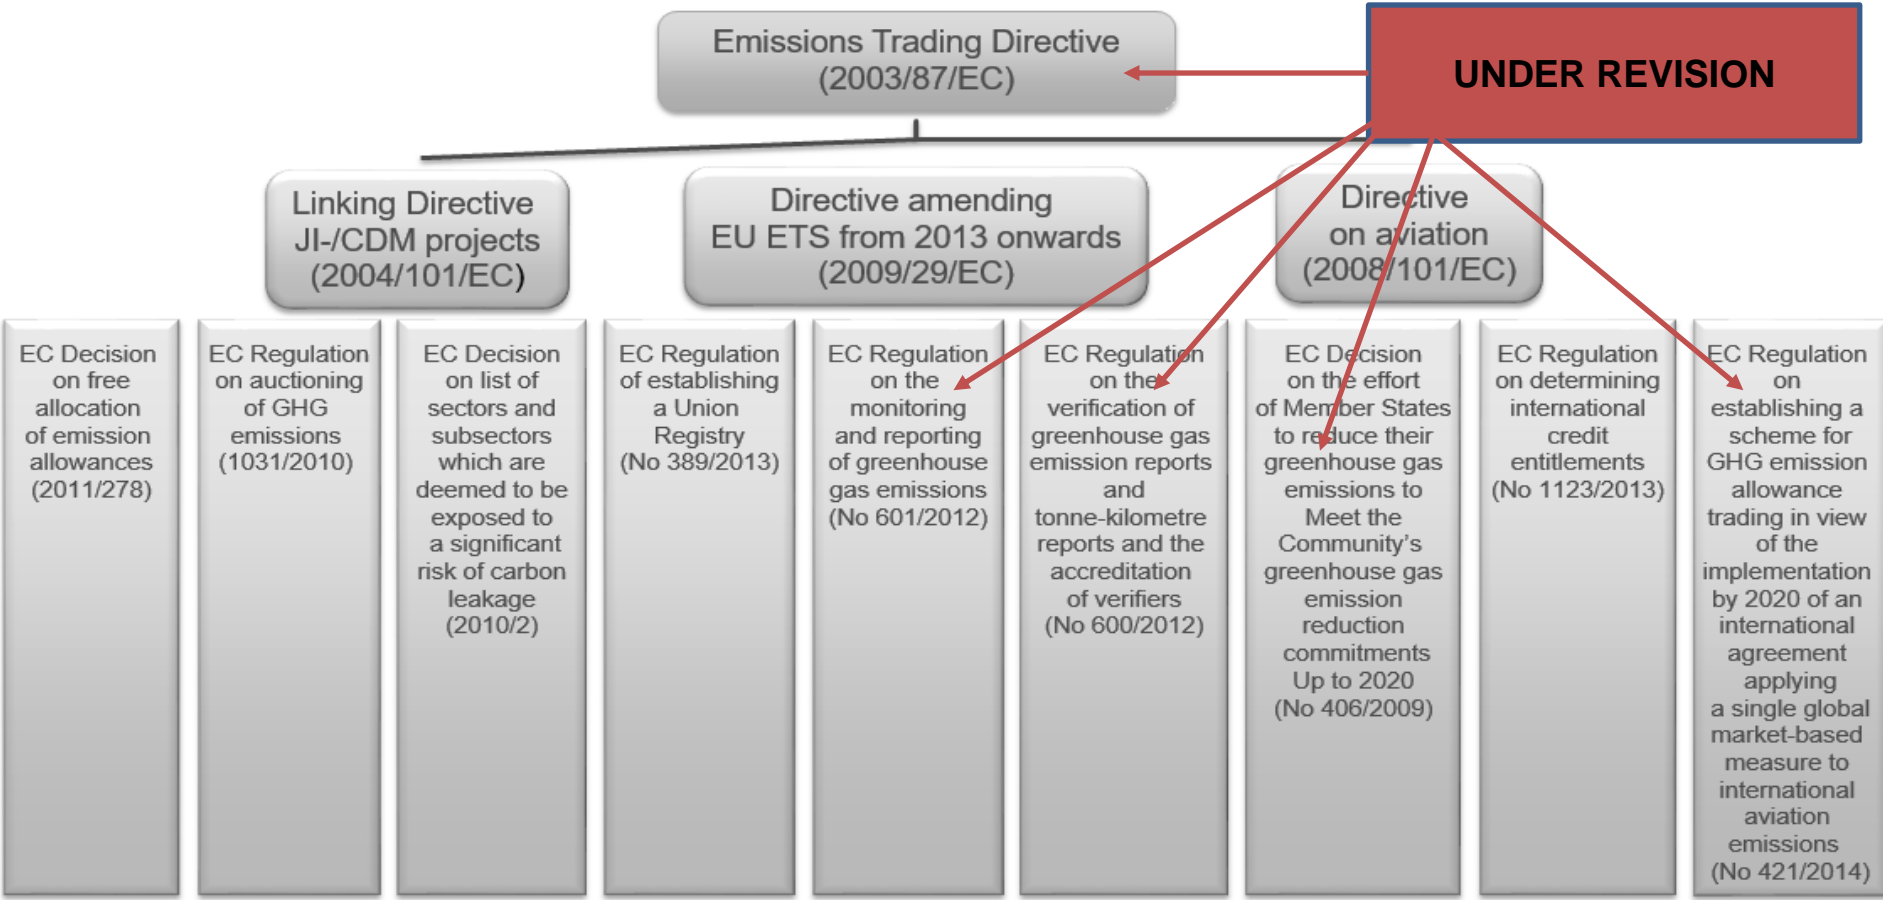 Emissions Trading Directive
(2003/87/EC)
UNDER REVISION
Linking Directive
JI-/CDM projects
(2004/101/EC)
Directive amending
EU ETS from 2013 onwards
(2009/29/EC)
Directive
on aviation
(2008/101/EC)
EC Decision
on free
allocation
of emission
allowances
(2011/278)
EC Regulation
on auctioning
of GHG
emissions
(1031/2010)
EC Decision
on list of
sectors and
subsectors
which are
deemed to be
exposed to
a significant
risk of carbon
leakage
(2010/2)
EC Regulation
of establishing
a Union
Registry
(No 389/2013)
EC Regulation
on the
monitoring
and reporting
of greenhouse
gas emissions
(No 601/2012)
EC Regulation
on the
verification of
greenhouse gas
emission reports
and
tonne-kilometre
reports and the
accreditation
of verifiers
(No 600/2012)
EC Decision
on the effort
of Member States
to reduce their
greenhouse gas
emissions to
Meet the
Community’s
greenhouse gas
emission
reduction
commitments
Up to 2020
(No 406/2009)
EC Regulation
on determining
international
credit
entitlements
(No 1123/2013)
EC Regulation
on
establishing a
scheme for
GHG emission
allowance
trading in view
of the
implementation
by 2020 of an
international
agreement
applying
a single global
market-based
measure to
international
aviation
emissions
(No 421/2014)